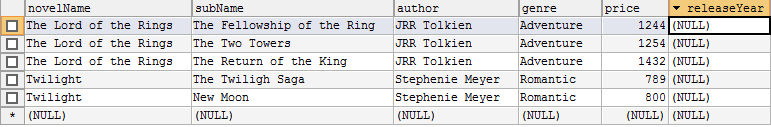 novelName subName author genre price releaseYear
The Lord of the Rings The Fellowship of the Ring JRR Tolkien Adventure 1244 (NULL)
The Lord of the Rings The Two Towers JRR Tolkien Adventure 1254 (NULL)
The Lord of the Rings The Return of the King JRR Tolkien Adventure 1432 (NULL)
Twilight The Twiligh Saga Stephenie Meyer Romantic 789 (NULL)
Twilight New Moon Stephenie Meyer Romantic 800 (NULL)
* (NULL) (NULL) (NULL) (NULL) (NULL) (NULL)